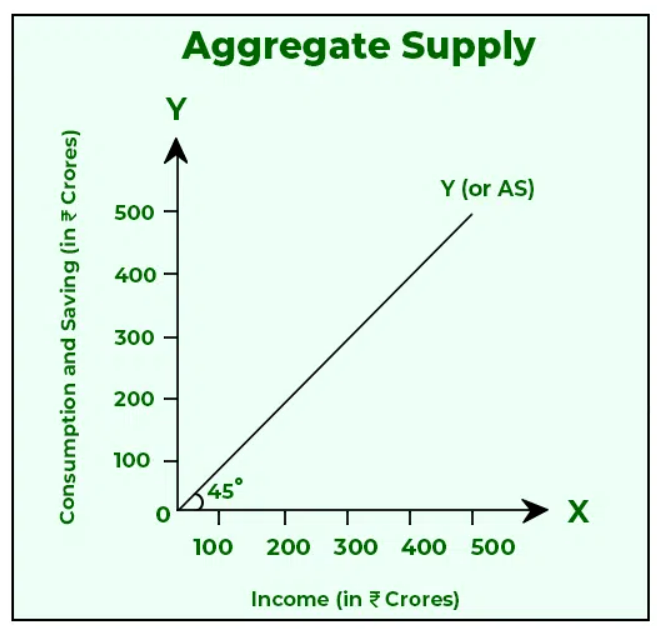 Aggregate Supply
Y
Consumption and Saving (in ₹ Crores)
Y (or AS)
500
400
300
200
100
0
45°
X
100 200 300 400 500
Income (in ₹ Crores)